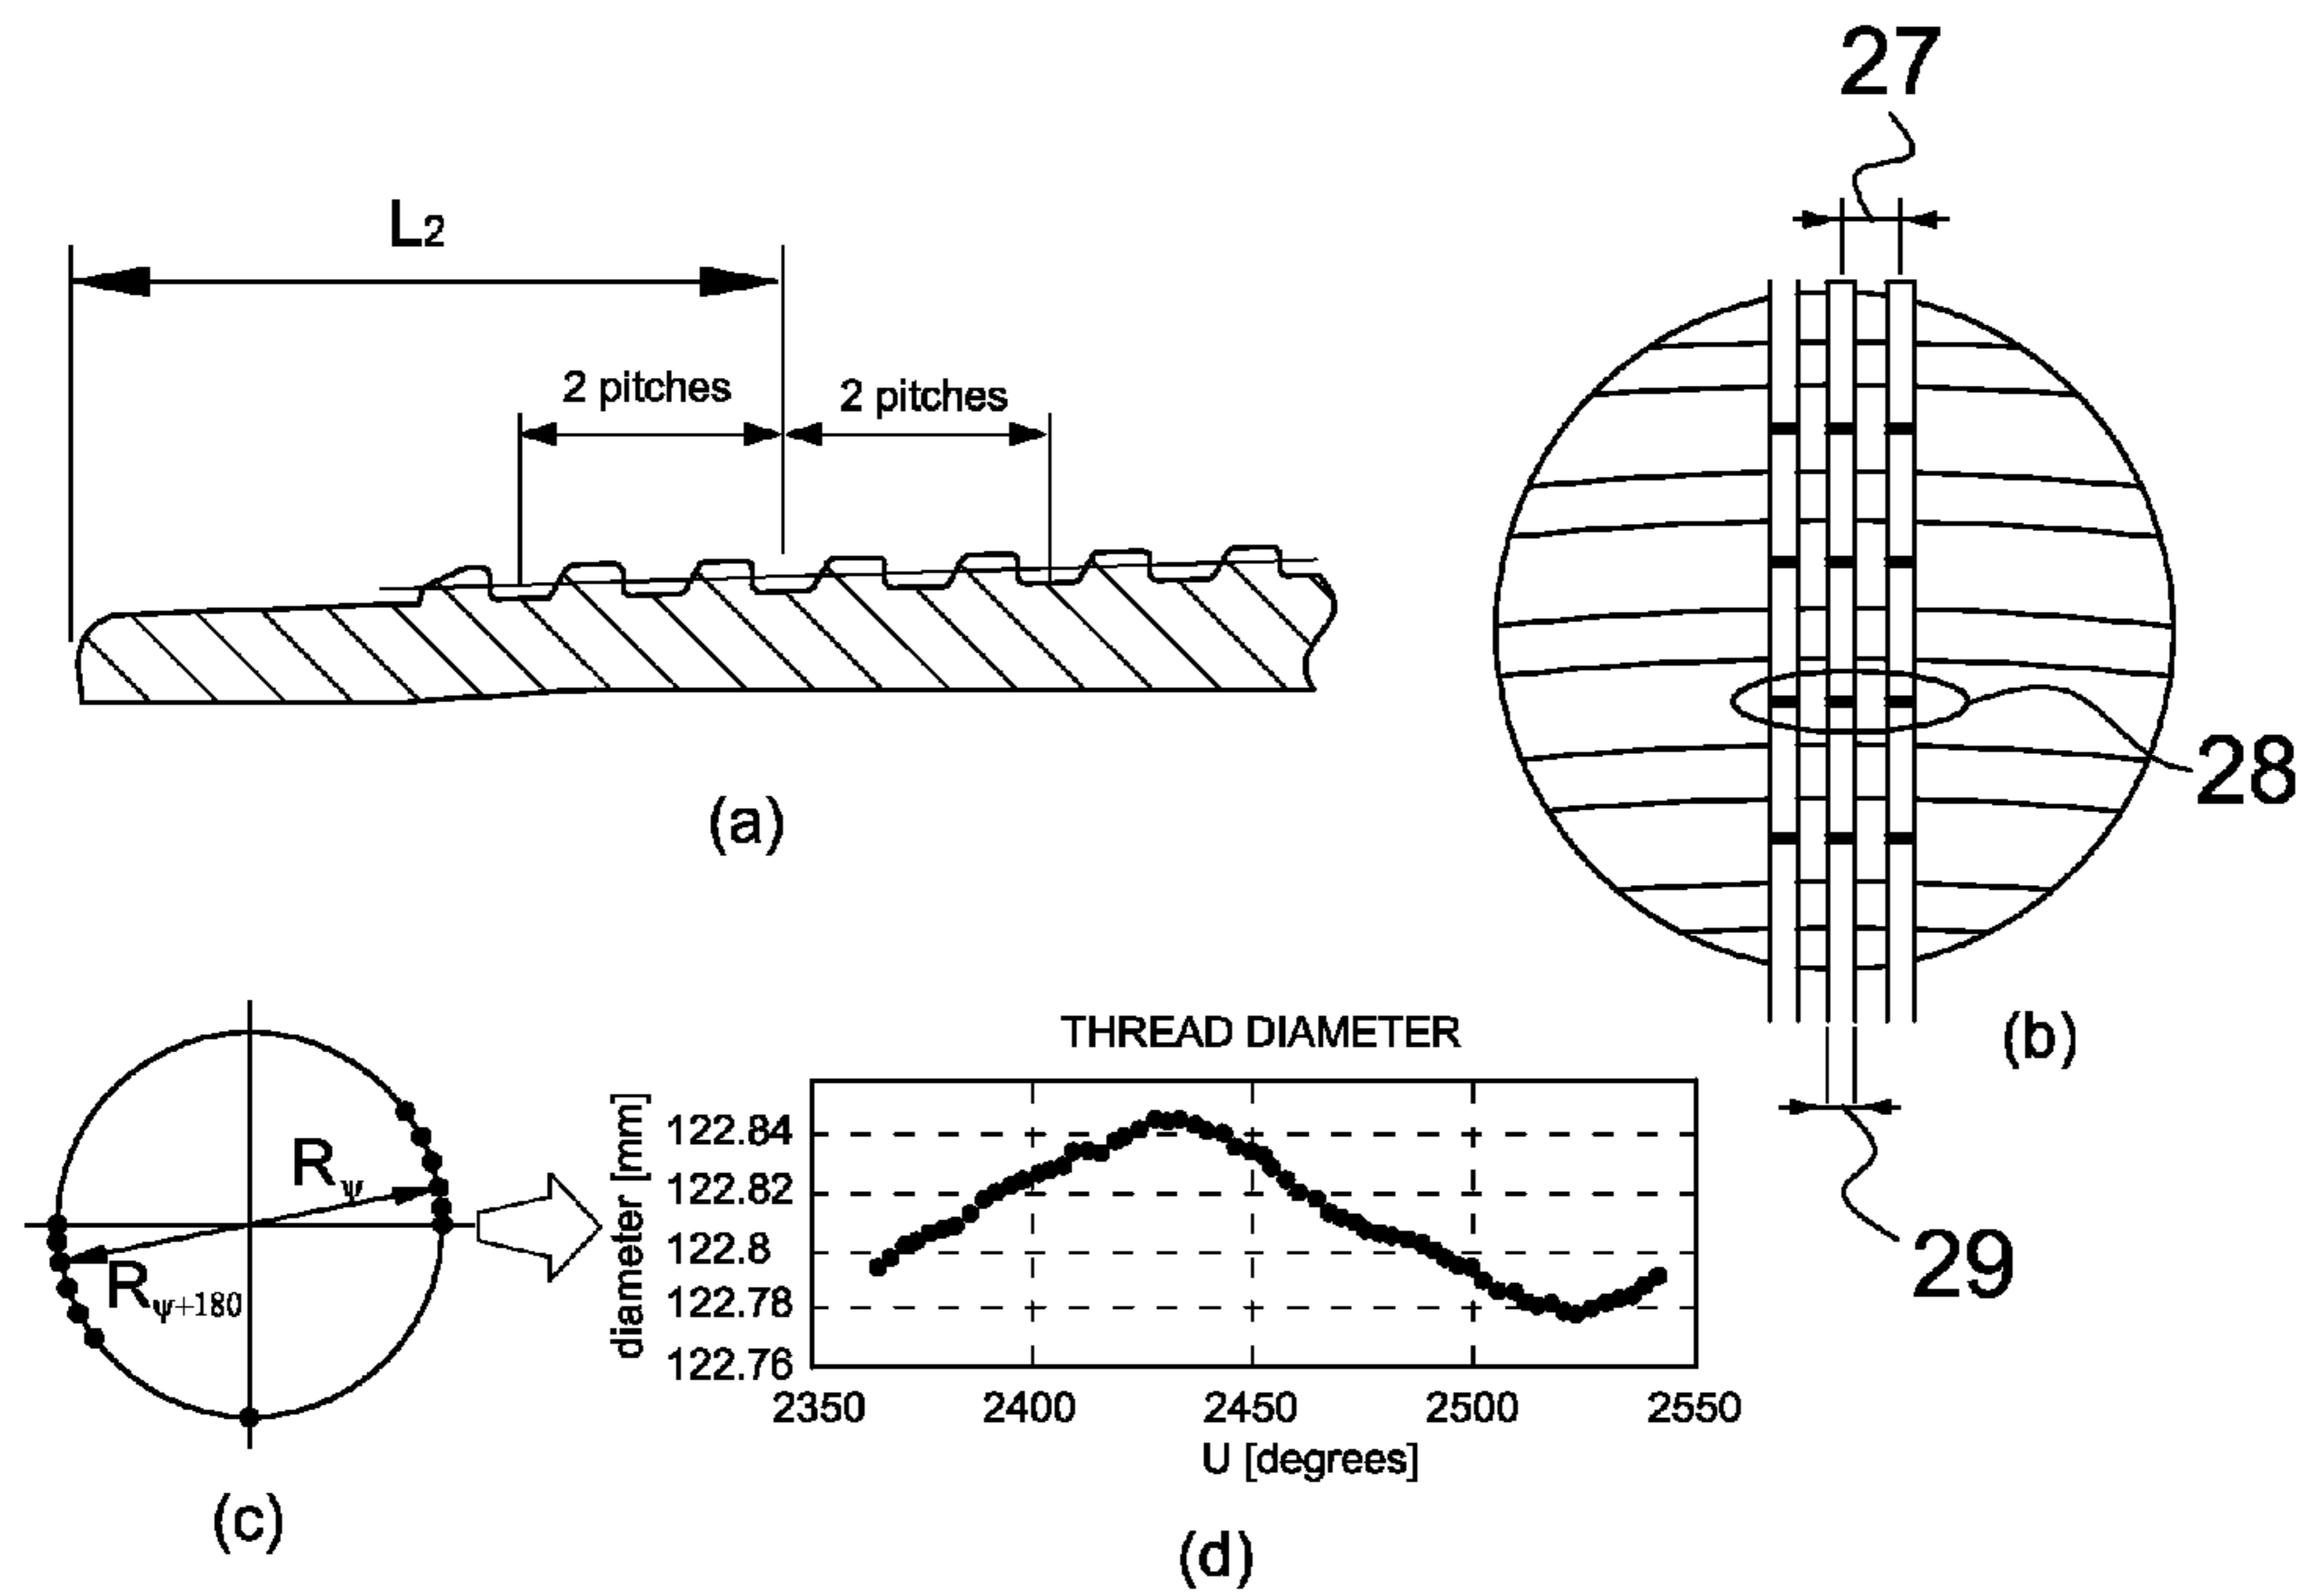 27
L2
2 pitches
2 pitches
28
(a)
(b)
THREAD DIAMETER
Rψ
Rψ+180
diameter [mm]
122.84
122.82
122.8
122.78
122.76
2350 2400 2450 2500 2550
U [degrees]
29
(c)
(d)